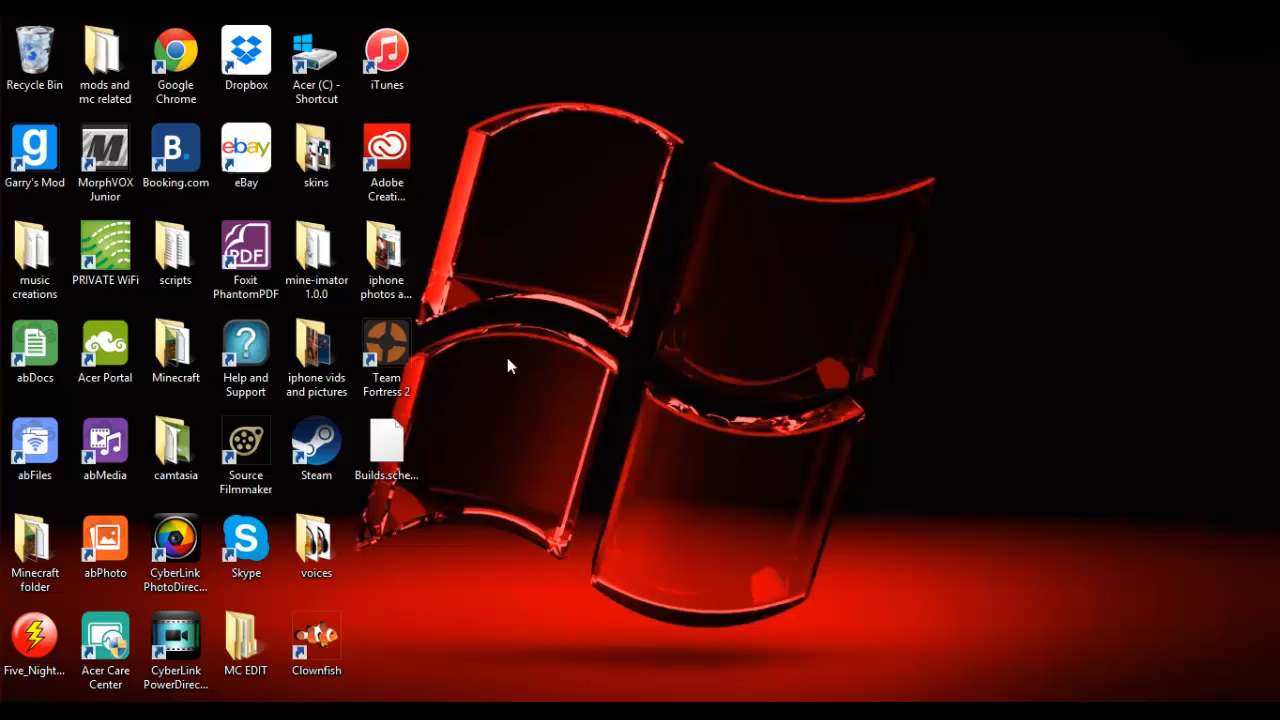 Recycle Bin
mods and
mc related
Google
Chrome
Dropbox
Acer (C) -
Shortcut
iTunes
g
Garry's Mod
M
MorphVOX
Junior
B.
Booking.com
ebay
eBay
skins
Adobe
Creati...
music
creations
PRIVATE WiFi
scripts
PDF
Foxit
PhantomPDF
mine-imator
1.0.0
iphone
photos a...
abDocs
Acer Portal
Minecraft
?
Help and
Support
iphone vids
and pictures
Team
Fortress 2
abFiles
abMedia
camtasia
Source
Filmmaker
Steam
Builds.sche...
Minecraft
folder
abPhoto
CyberLink
PhotoDirec...
S
Skype
voices
Five_Night...
Acer Care
Center
CyberLink
PowerDirec...
MC EDIT
Clownfish